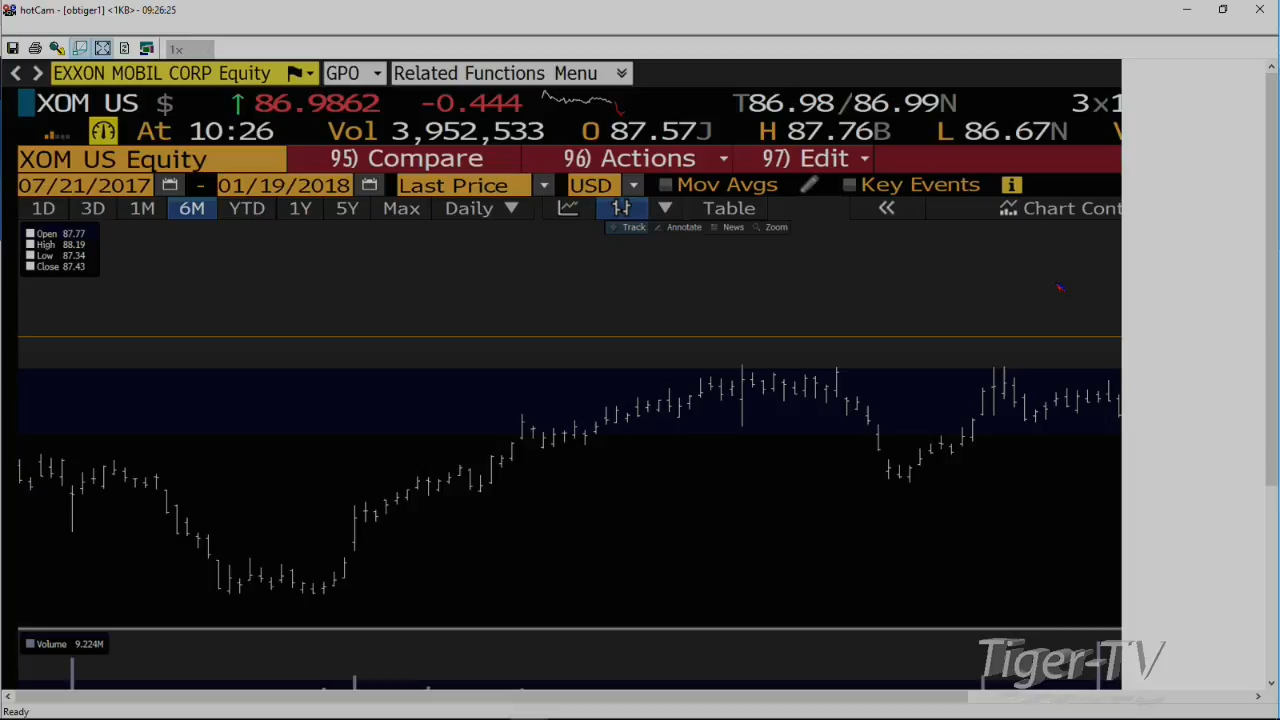 hotCam - [obtiger1] <1KB> - 09:26:25
1x
EXXON MOBIL CORP Equity GPO Related Functions Menu
XOM US $ ↑ 86.9862 -0.444 T86.98/86.99N 3x1
At 10:26 Vol 3,952,533 O 87.57J H 87.76B L 86.67N V
XOM US Equity 95) Compare 96) Actions 97) Edit
07/21/2017 - 01/19/2018 Last Price USD Mov Avgs Key Events i
1D 3D 1M 6M YTD 1Y 5Y Max Daily Table « Chart Cont
Track Annotate News Zoom
Open 87.77
High 88.19
Low 87.34
Close 87.43
Volume 9.224M
Tiger-TV
Ready